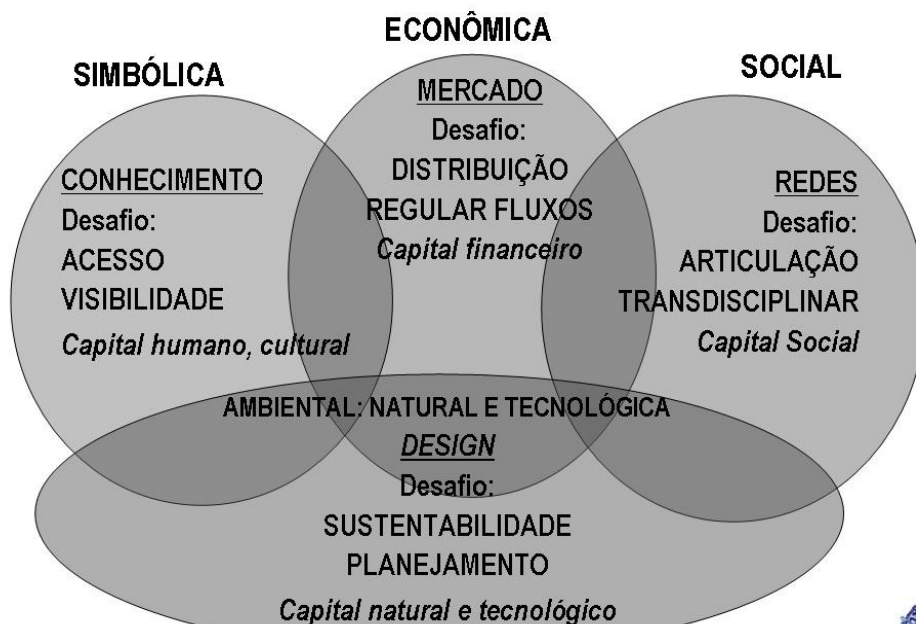 SIMBÓLICA
CONHECIMENTO
Desafio:
ACESSO
VISIBILIDADE
Capital humano, cultural
ECONÔMICA
MERCADO
Desafio:
DISTRIBUIÇÃO
REGULAR FLUXOS
Capital financeiro
SOCIAL
REDES
Desafio:
ARTICULAÇÃO
TRANSDISCIPLINAR
Capital Social
AMBIENTAL: NATURAL E TECNOLÓGICA
DESIGN
Desafio:
SUSTENTABILIDADE
PLANEJAMENTO
Capital natural e tecnológico